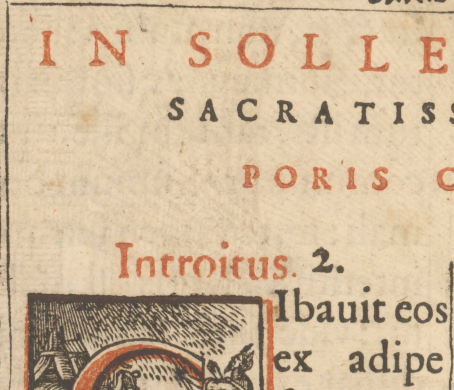 IN SOLLE
SACRATISS
PORIS
Introitus. 2.
Ibauit eos
ex adipe